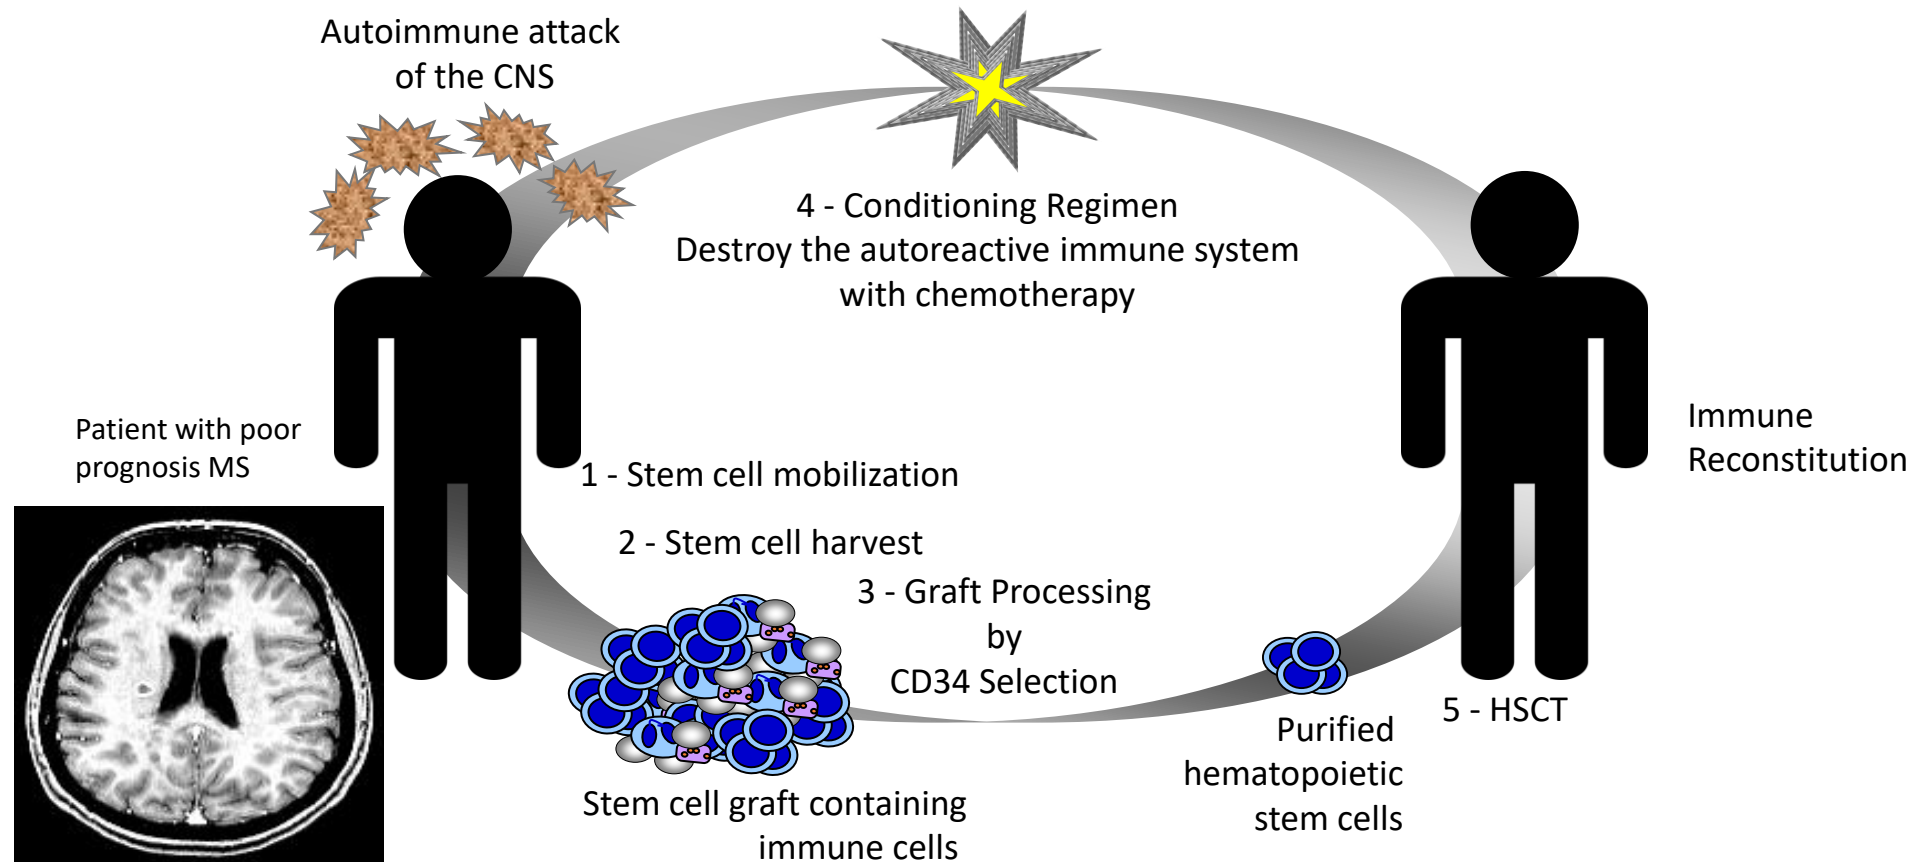 Autoimmune attack
of the CNS
4 - Conditioning Regimen
Destroy the autoreactive immune system
with chemotherapy
Patient with poor
prognosis MS
Immune
Reconstitution
1 - Stem cell mobilization
2 - Stem cell harvest
3 - Graft Processing
by
CD34 Selection
5 - HSCT
Purified
hematopoietic
stem cells
Stem cell graft containing
immune cells